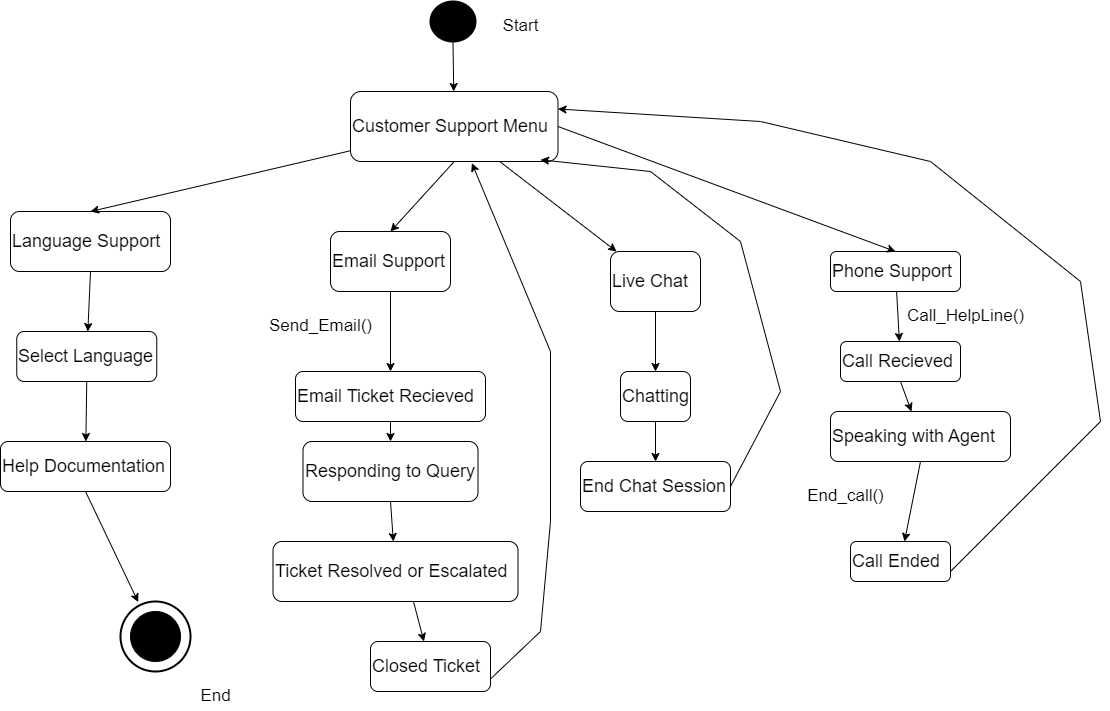 Start
Customer Support Menu
Language Support
Email Support
Live Chat
Phone Support
Send_Email()
Call_HelpLine()
Select Language
Call Recieved
Email Ticket Recieved
Chatting
Speaking with Agent
Help Documentation
Responding to Query
End Chat Session
End_call()
Ticket Resolved or Escalated
Call Ended
Closed Ticket
End